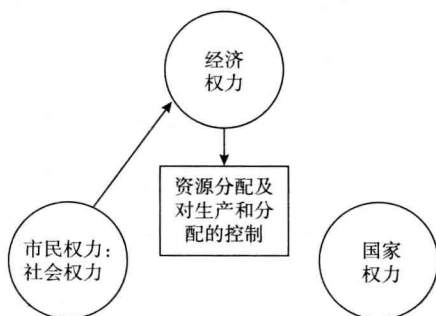 经济
权力
资源分配及
对生产和分
配的控制
市民权力：
社会权力
国家
权力